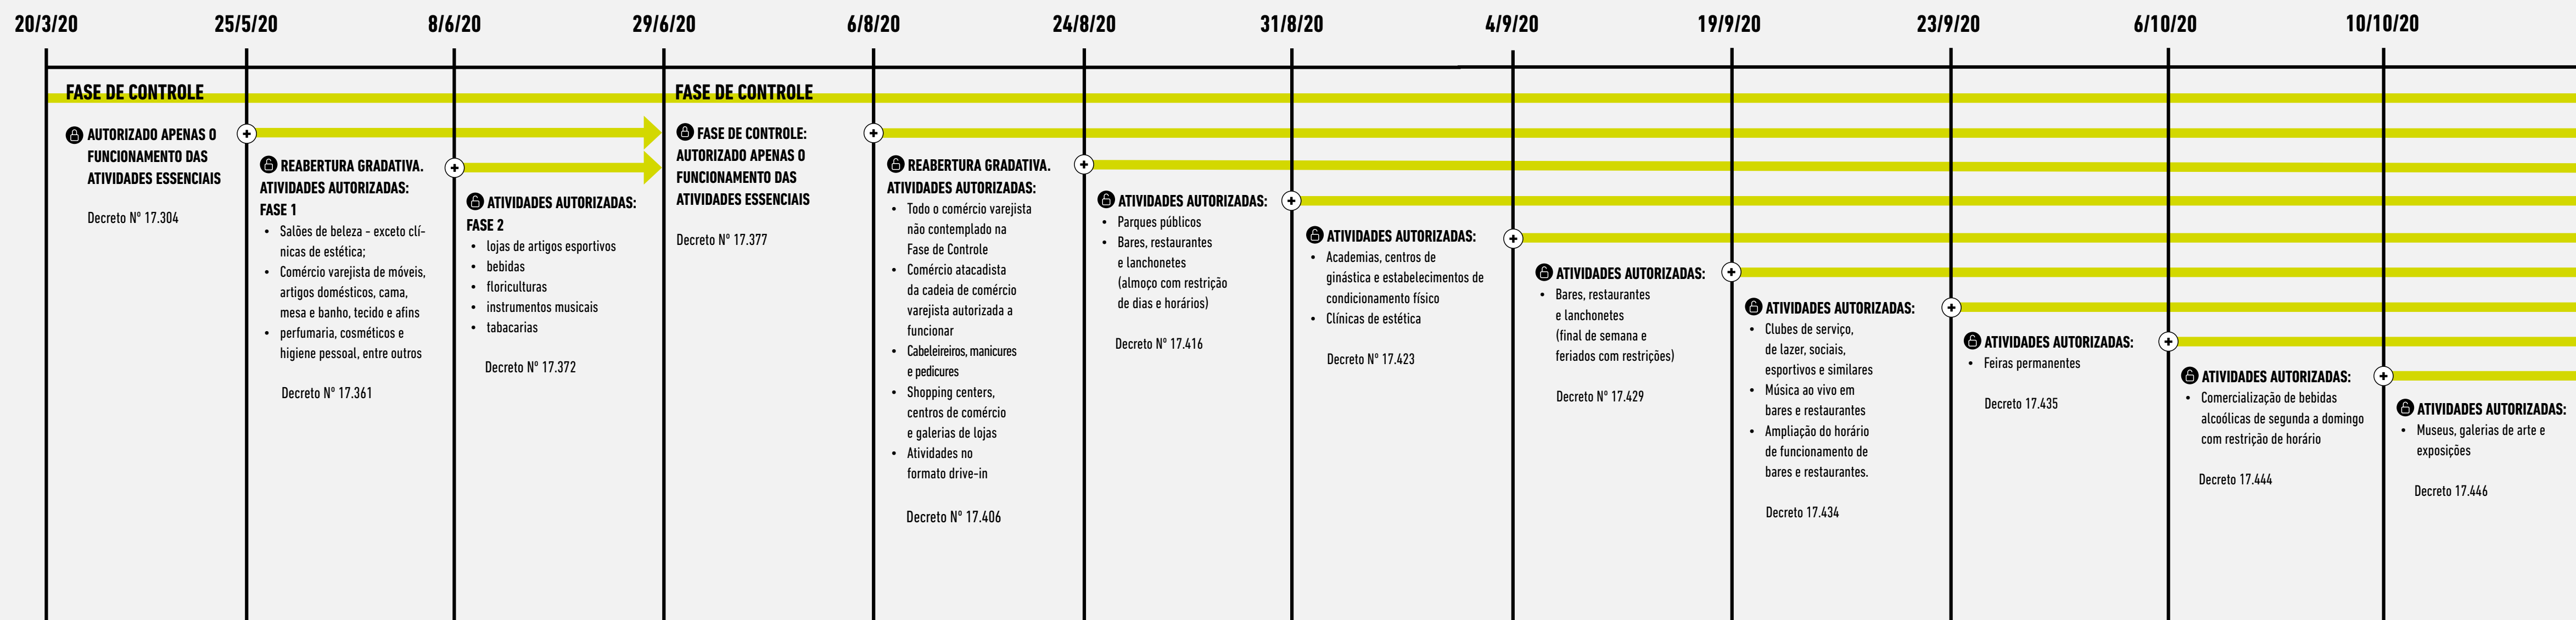 20/3/20
25/5/20
8/6/20
29/6/20
6/8/20
24/8/20
31/8/20
4/9/20
19/9/20
23/9/20
6/10/20
10/10/20
FASE DE CONTROLE
AUTORIZADO APENAS O
FUNCIONAMENTO DAS
ATIVIDADES ESSENCIAIS
Decreto Nº 17.304
REABERTURA GRADATIVA.
ATIVIDADES AUTORIZADAS:
FASE 1
• Salões de beleza - exceto clí-
nicas de estética;
• Comércio varejista de móveis,
artigos domésticos, cama,
mesa e banho, tecido e afins
• perfumaria, cosméticos e
higiene pessoal, entre outros
Decreto Nº 17.361
ATIVIDADES AUTORIZADAS:
FASE 2
• lojas de artigos esportivos
• bebidas
• floriculturas
• instrumentos musicais
• tabacarias
Decreto Nº 17.372
FASE DE CONTROLE
FASE DE CONTROLE:
AUTORIZADO APENAS O
FUNCIONAMENTO DAS
ATIVIDADES ESSENCIAIS
Decreto Nº 17.377
REABERTURA GRADATIVA.
ATIVIDADES AUTORIZADAS:
• Todo o comércio varejista
não contemplado na
Fase de Controle
• Comércio atacadista
da cadeia de comércio
varejista autorizada a
funcionar
• Cabeleireiros, manicures
e pedicures
• Shopping centers,
centros de comércio
e galerias de lojas
• Atividades no
formato drive-in
Decreto Nº 17.406
ATIVIDADES AUTORIZADAS:
• Parques públicos
• Bares, restaurantes
e lanchonetes
(almoço com restrição
de dias e horários)
Decreto Nº 17.416
ATIVIDADES AUTORIZADAS:
• Academias, centros de
ginástica e estabelecimentos de
condicionamento físico
• Clínicas de estética
Decreto Nº 17.423
ATIVIDADES AUTORIZADAS:
• Bares, restaurantes
e lanchonetes
(final de semana e
feriados com restrições)
Decreto Nº 17.429
ATIVIDADES AUTORIZADAS:
• Clubes de serviço,
de lazer, sociais,
esportivos e similares
• Música ao vivo em
bares e restaurantes
• Ampliação do horário
de funcionamento de
bares e restaurantes.
Decreto 17.434
ATIVIDADES AUTORIZADAS:
• Feiras permanentes
Decreto 17.435
ATIVIDADES AUTORIZADAS:
• Comercialização de bebidas
alcoólicas de segunda a domingo
com restrição de horário
Decreto 17.444
ATIVIDADES AUTORIZADAS:
• Museus, galerias de arte e
exposições
Decreto 17.446